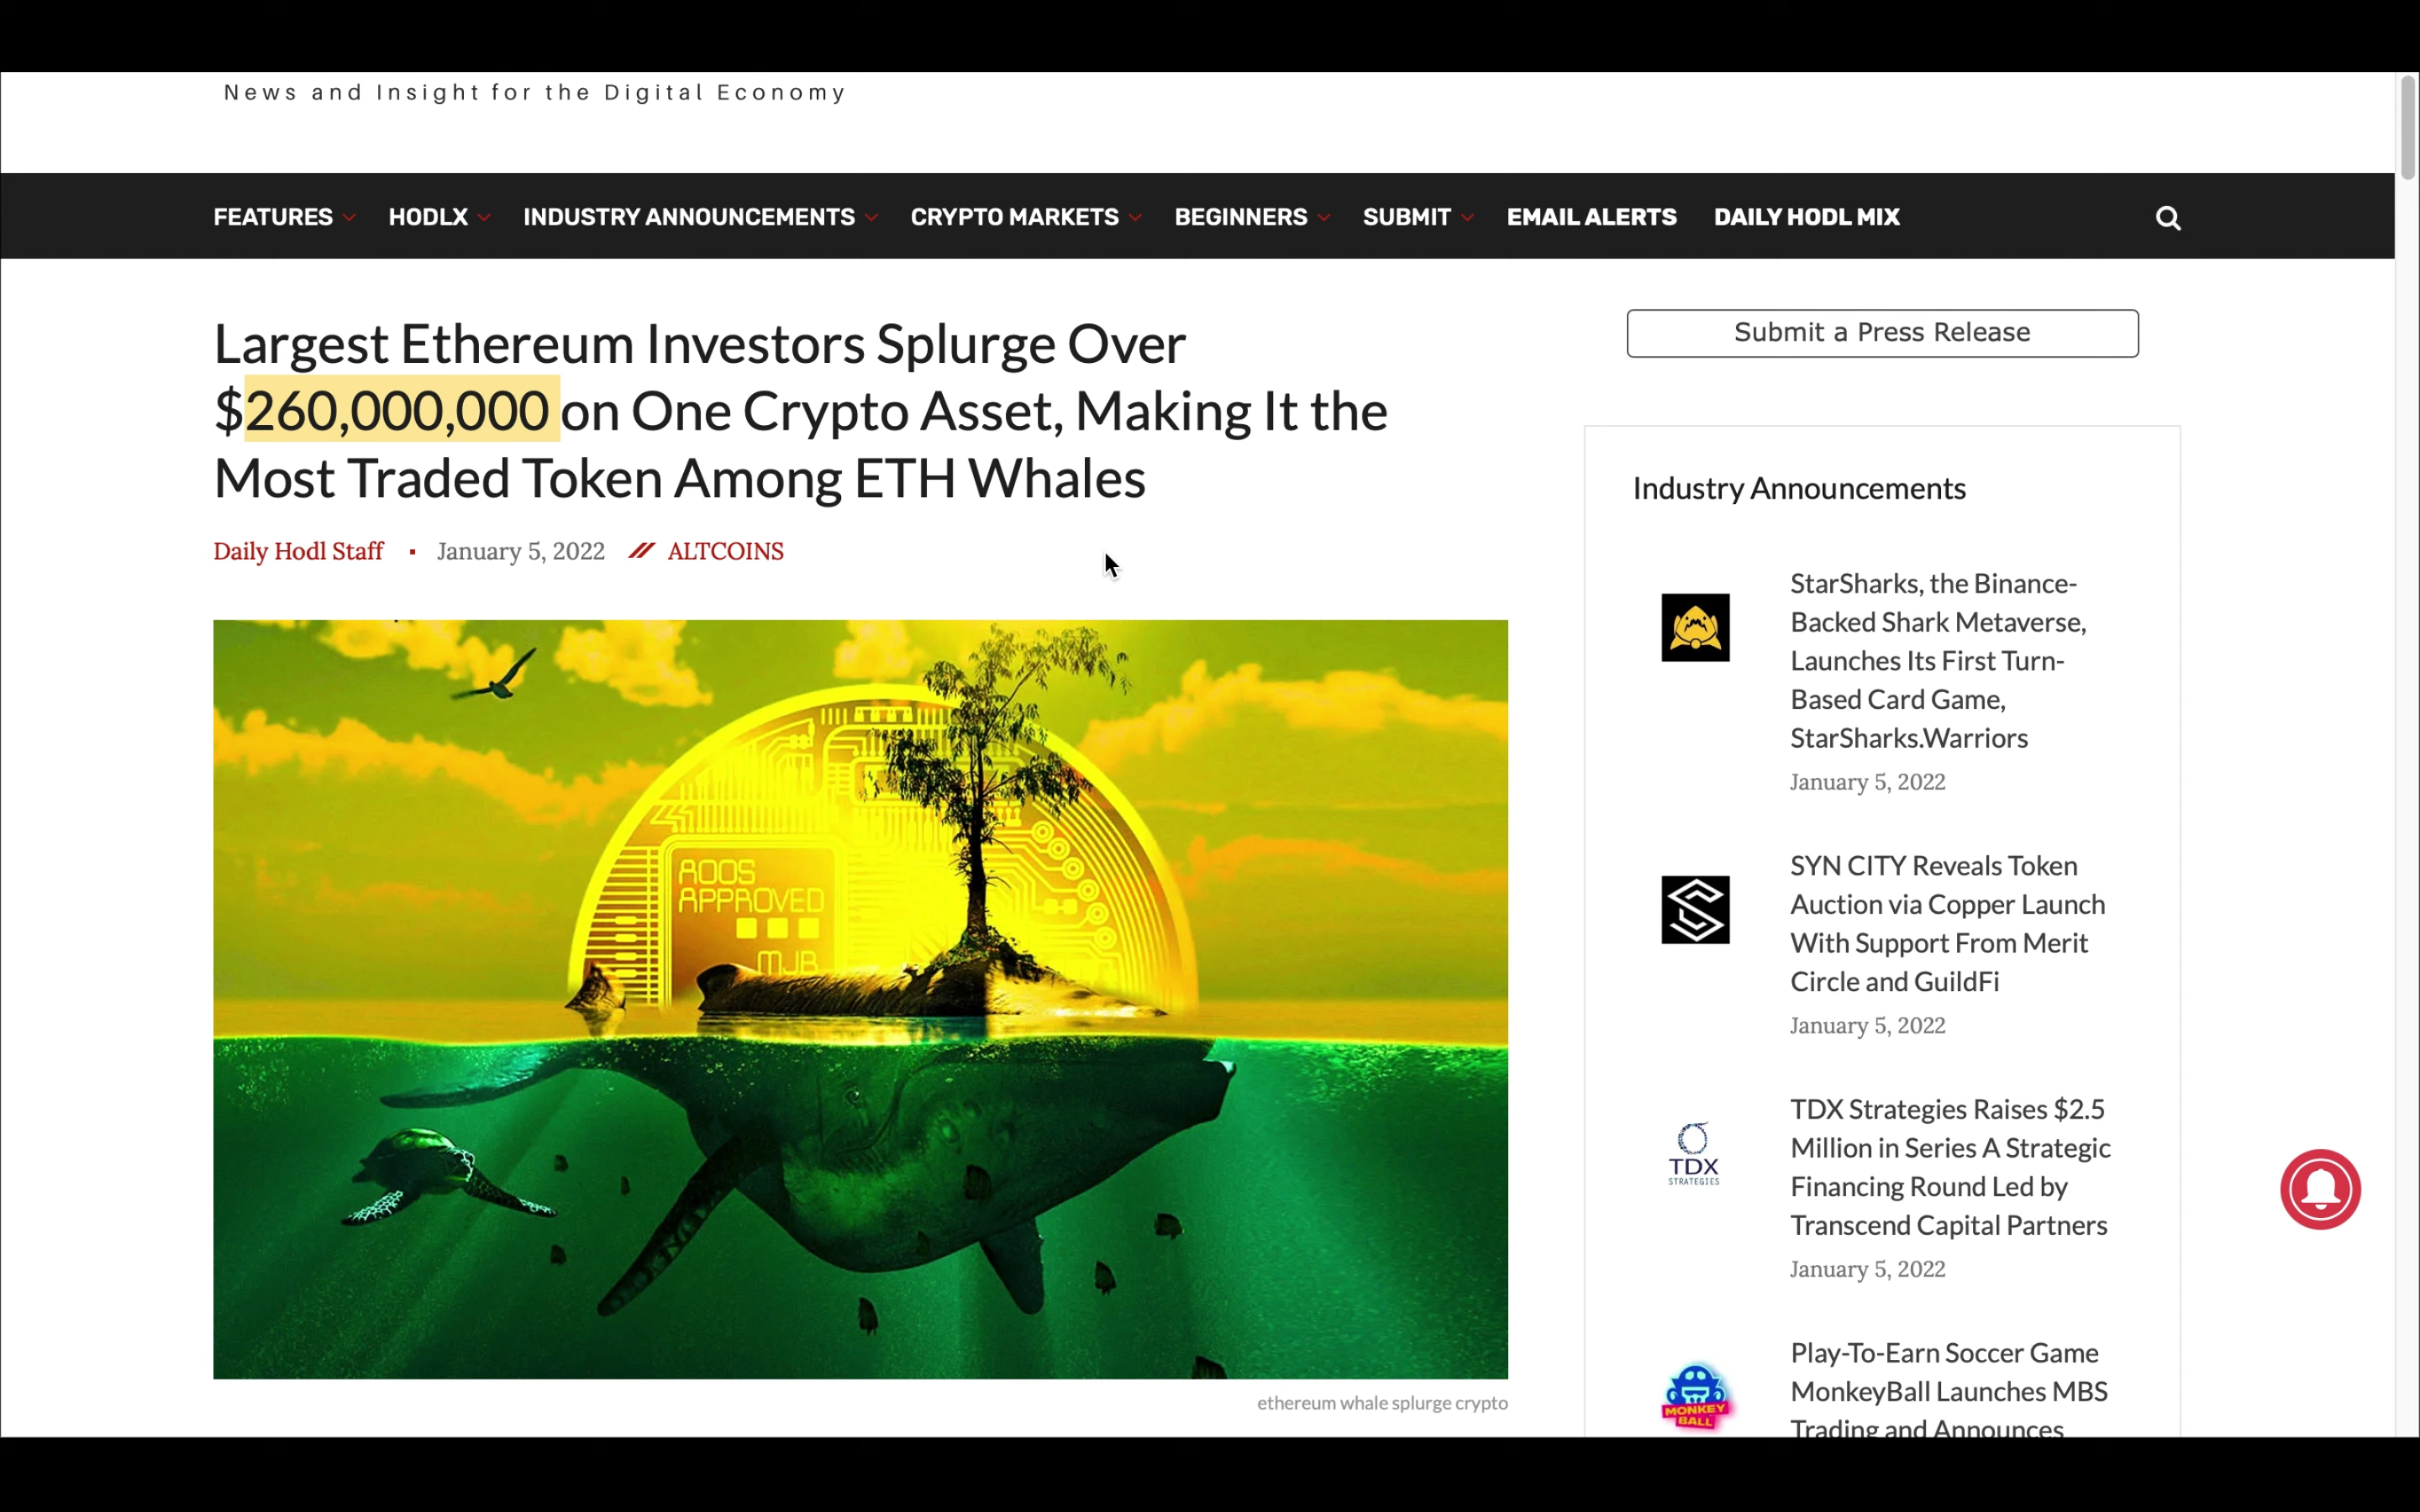 News and Insight for the Digital Economy
FEATURES HODLX INDUSTRY ANNOUNCEMENTS CRYPTO MARKETS BEGINNERS SUBMIT EMAIL ALERTS DAILY HODL MIX
Largest Ethereum Investors Splurge Over
$260,000,000 on One Crypto Asset, Making It the
Most Traded Token Among ETH Whales
Daily Hodl Staff · January 5, 2022 // ALTCOINS
AOOS
APPROVED
MJB
ethereum whale splurge crypto
Submit a Press Release
Industry Announcements
StarSharks, the Binance-
Backed Shark Metaverse,
Launches Its First Turn-
Based Card Game,
StarSharks.Warriors
January 5, 2022
SYN CITY Reveals Token
Auction via Copper Launch
With Support From Merit
Circle and GuildFi
January 5, 2022
TDX
STRATEGIES
TDX Strategies Raises $2.5
Million in Series A Strategic
Financing Round Led by
Transcend Capital Partners
January 5, 2022
MONKEY
BALL
Play-To-Earn Soccer Game
MonkeyBall Launches MBS
Trading and Announces